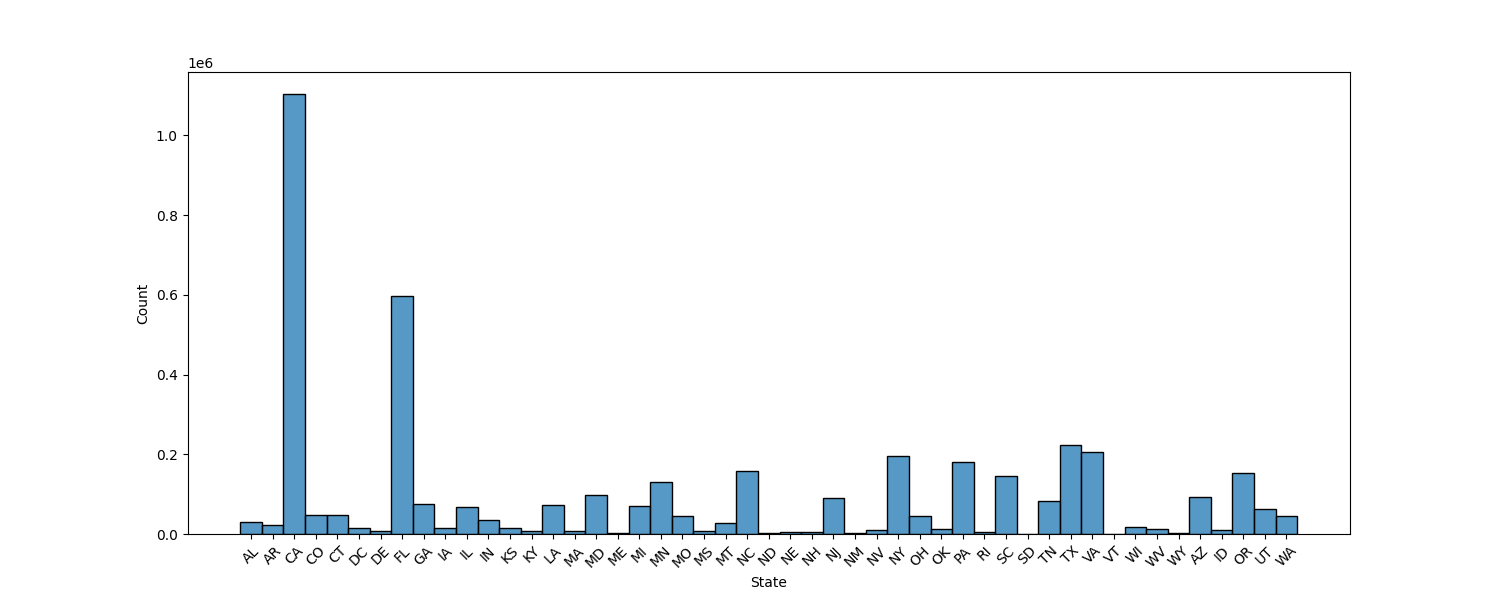 1e6
1.0
0.8
0.6
0.4
0.2
0.0
Count
AL AR CA CO CT DC DE FL GA IA IL IN KS KY LA MA MD ME MI MN MO MS MT NC ND NE NH NJ NM NV NY OH OK PA RI SC SD TN TX VA VT WI WV WY AZ ID OR UT WA
State